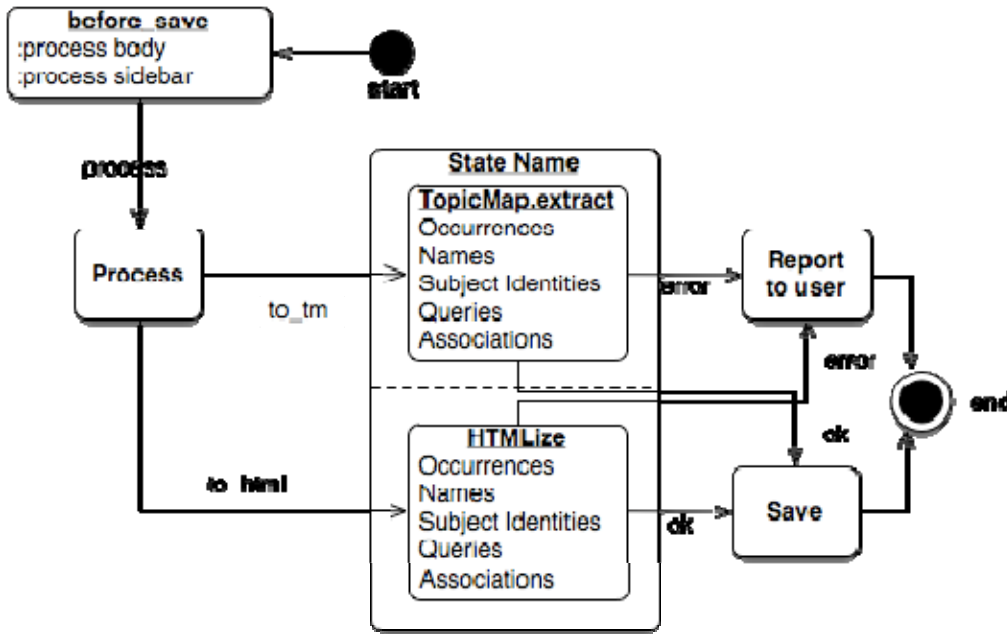 before_save
:process body
:process sidebar
start
process
State Name
TopicMap.extract
Occurrences
Names
Subject Identities
Queries
Associations
Process
to_tm
error
Report
to user
error
end
ok
HTMLize
Occurrences
Names
Subject Identities
Queries
Associations
to_html
ok
Save